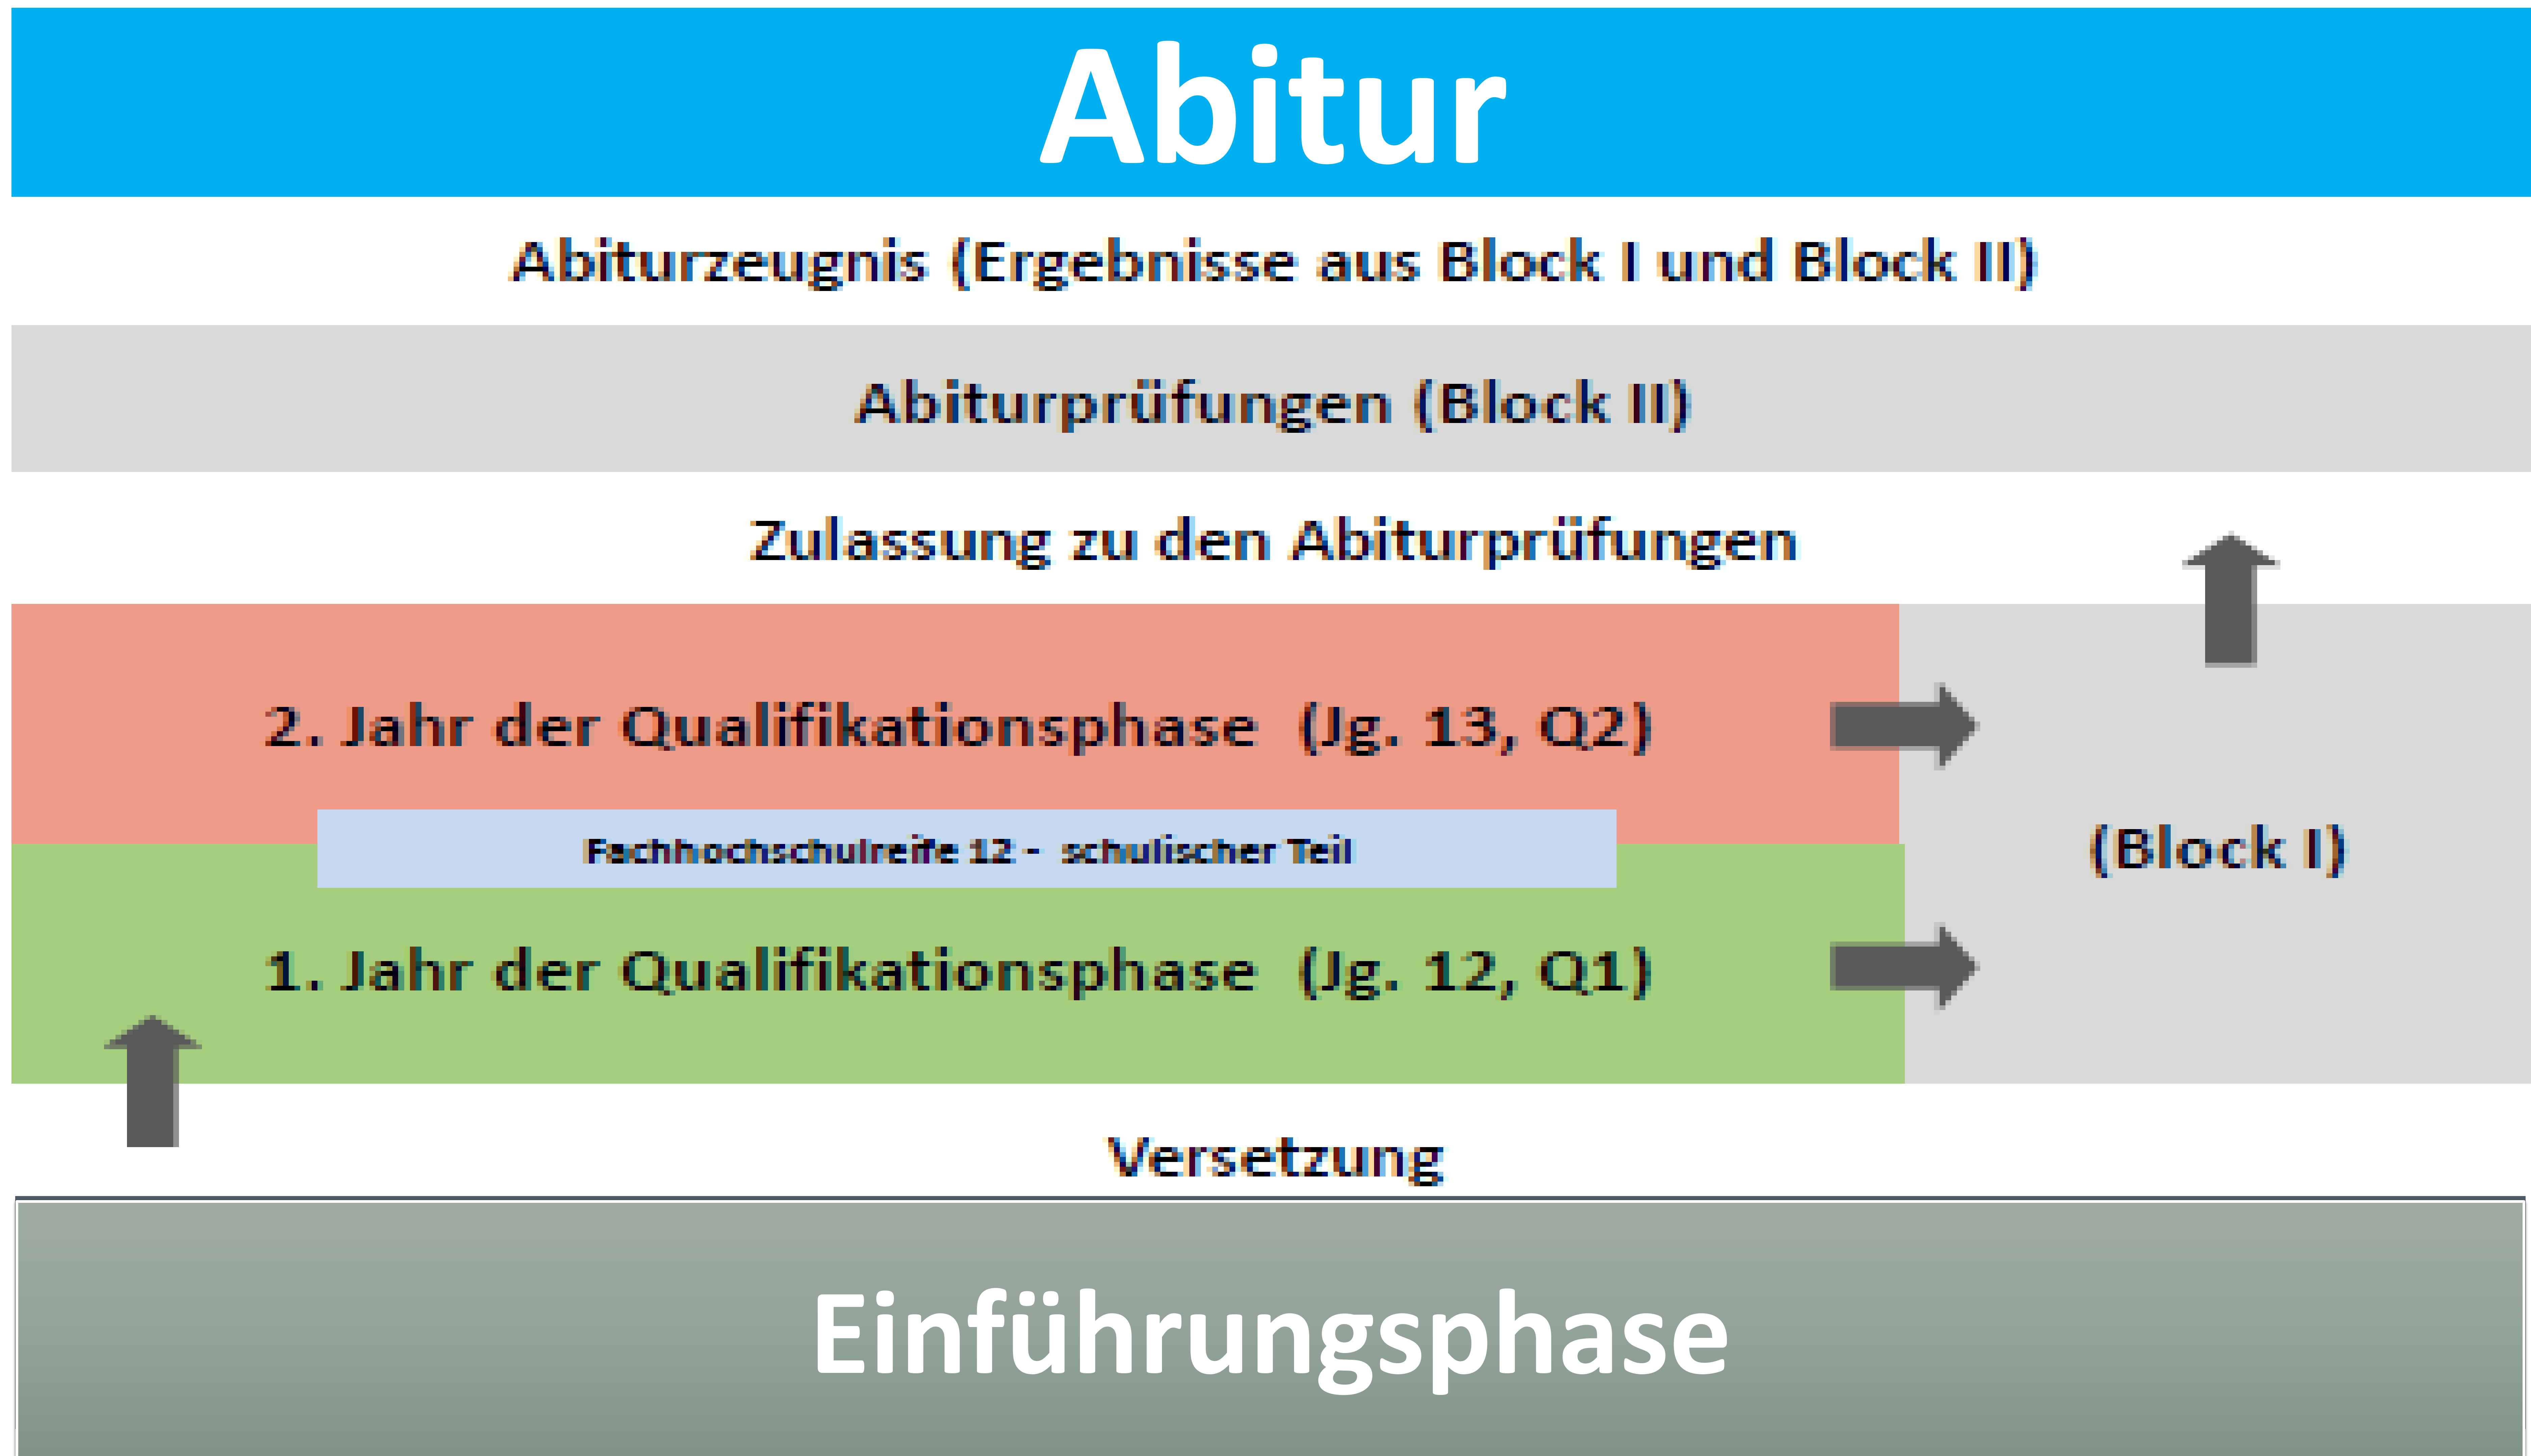 Abitur
Abiturzeugnis (Ergebnisse aus Block I und Block II)
Abiturprüfungen (Block II)
Zulassung zu den Abiturprüfungen
2. Jahr der Qualifikationsphase (Jg. 13, Q2)
Fachhochschulreife 12 - schulischer Teil
(Block I)
1. Jahr der Qualifikationsphase (Jg. 12, Q1)
Versetzung
Einführungsphase